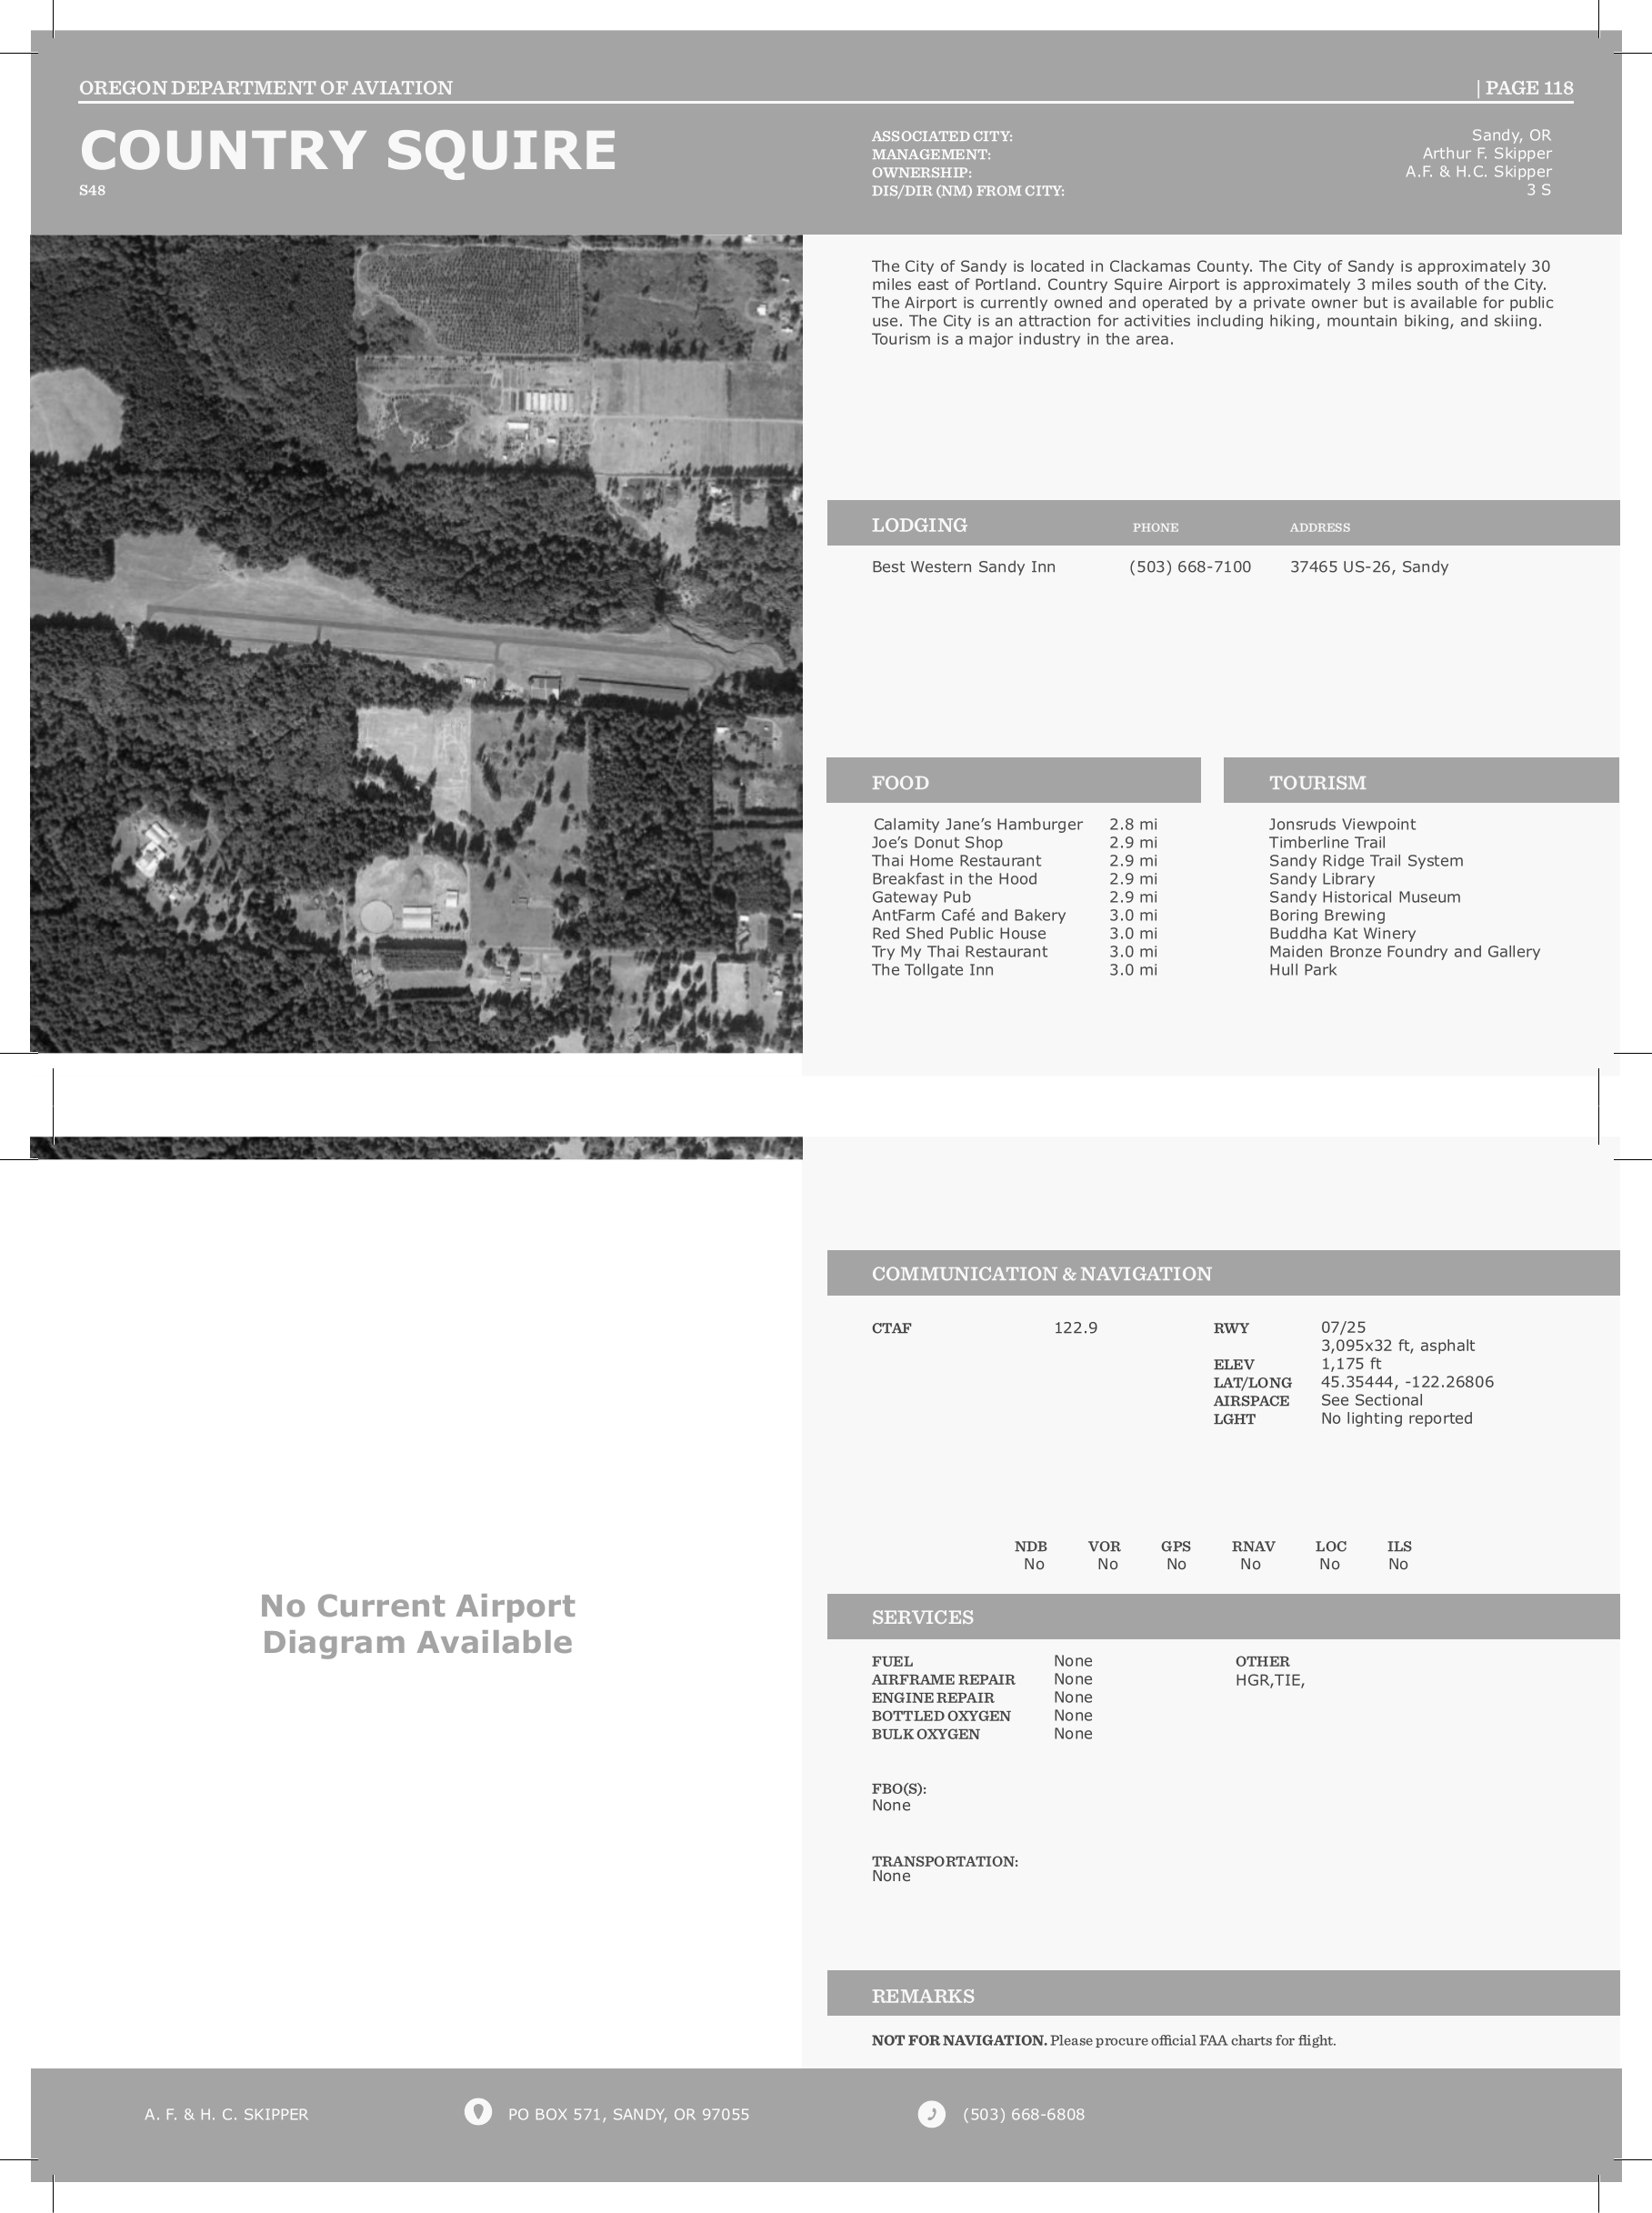 OREGON DEPARTMENT OF AVIATION | PAGE 118
COUNTRY SQUIRE
S48
ASSOCIATED CITY: Sandy, OR
MANAGEMENT: Arthur F. Skipper
OWNERSHIP: A.F. & H.C. Skipper
DIS/DIR (NM) FROM CITY: 3 S
The City of Sandy is located in Clackamas County. The City of Sandy is approximately 30
miles east of Portland. Country Squire Airport is approximately 3 miles south of the City.
The Airport is currently owned and operated by a private owner but is available for public
use. The City is an attraction for activities including hiking, mountain biking, and skiing.
Tourism is a major industry in the area.
LODGING PHONE ADDRESS
Best Western Sandy Inn (503) 668-7100 37465 US-26, Sandy
FOOD
Calamity Jane’s Hamburger 2.8 mi
Joe’s Donut Shop 2.9 mi
Thai Home Restaurant 2.9 mi
Breakfast in the Hood 2.9 mi
Gateway Pub 2.9 mi
AntFarm Café and Bakery 3.0 mi
Red Shed Public House 3.0 mi
Try My Thai Restaurant 3.0 mi
The Tollgate Inn 3.0 mi
TOURISM
Jonsruds Viewpoint
Timberline Trail
Sandy Ridge Trail System
Sandy Library
Sandy Historical Museum
Boring Brewing
Buddha Kat Winery
Maiden Bronze Foundry and Gallery
Hull Park
No Current Airport
Diagram Available
COMMUNICATION & NAVIGATION
CTAF 122.9
RWY 07/25
3,095x32 ft, asphalt
ELEV 1,175 ft
LAT/LONG 45.35444, -122.26806
AIRSPACE See Sectional
LGHT No lighting reported
NDB VOR GPS RNAV LOC ILS
No No No No No No
SERVICES
FUEL None
AIRFRAME REPAIR None
ENGINE REPAIR None
BOTTLED OXYGEN None
BULK OXYGEN None
OTHER
HGR,TIE,
FBO(S):
None
TRANSPORTATION:
None
REMARKS
NOT FOR NAVIGATION. Please procure official FAA charts for flight.
A. F. & H. C. SKIPPER PO BOX 571, SANDY, OR 97055 (503) 668-6808